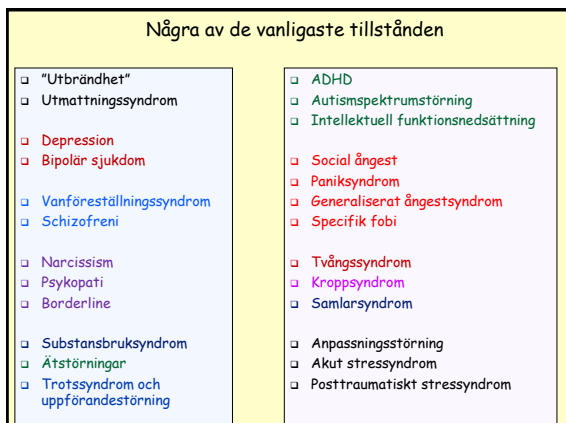 Några av de vanligaste tillstånden
”Utbrändhet”
Utmattningssyndrom
Depression
Bipolär sjukdom
Vanföreställningssyndrom
Schizofreni
Narcissism
Psykopati
Borderline
Substansbruksyndrom
Ätstörningar
Trotssyndrom och
uppförandestörning
ADHD
Autismspektrumstörning
Intellektuell funktionsnedsättning
Social ångest
Paniksyndrom
Generaliserat ångestsyndrom
Specifik fobi
Tvångssyndrom
Kroppsyndrom
Samlarsyndrom
Anpassningsstörning
Akut stressyndrom
Posttraumatiskt stressyndrom